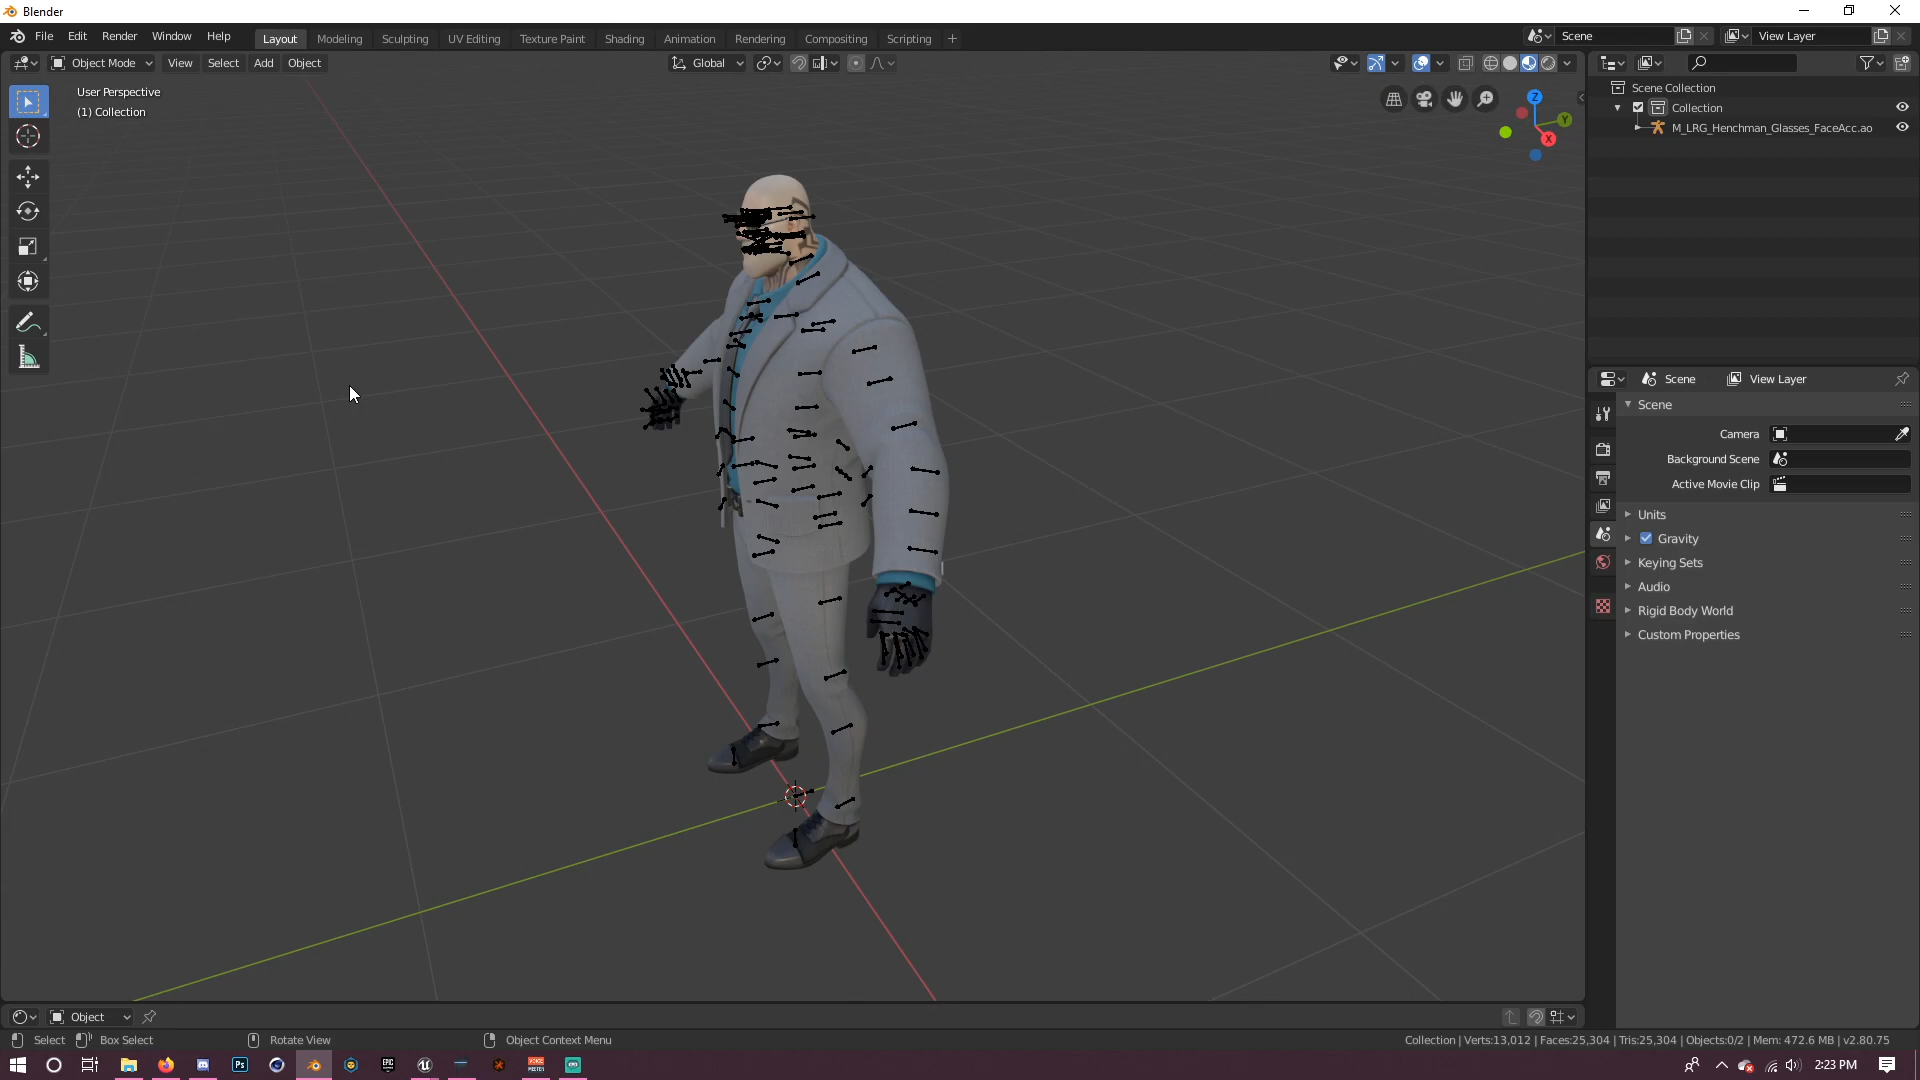 Blender
File Edit Render Window Help
Layout Modeling Sculpting UV Editing Texture Paint Shading Animation Rendering Compositing Scripting +
Scene
View Layer
Object Mode View Select Add Object
Global
User Perspective
(1) Collection
Z
Y
X
Scene Collection
Collection
M_LRG_Henchman_Glasses_FaceAcc.ao
Scene View Layer
Scene
Camera
Background Scene
Active Movie Clip
Units
Gravity
Keying Sets
Audio
Rigid Body World
Custom Properties
Object
Select Box Select Rotate View Object Context Menu
Collection | Verts:13,012 | Faces:25,304 | Tris:25,304 | Objects:0/2 | Mem: 472.6 MB | v2.80.75
Ps
EPIC
2:23 PM